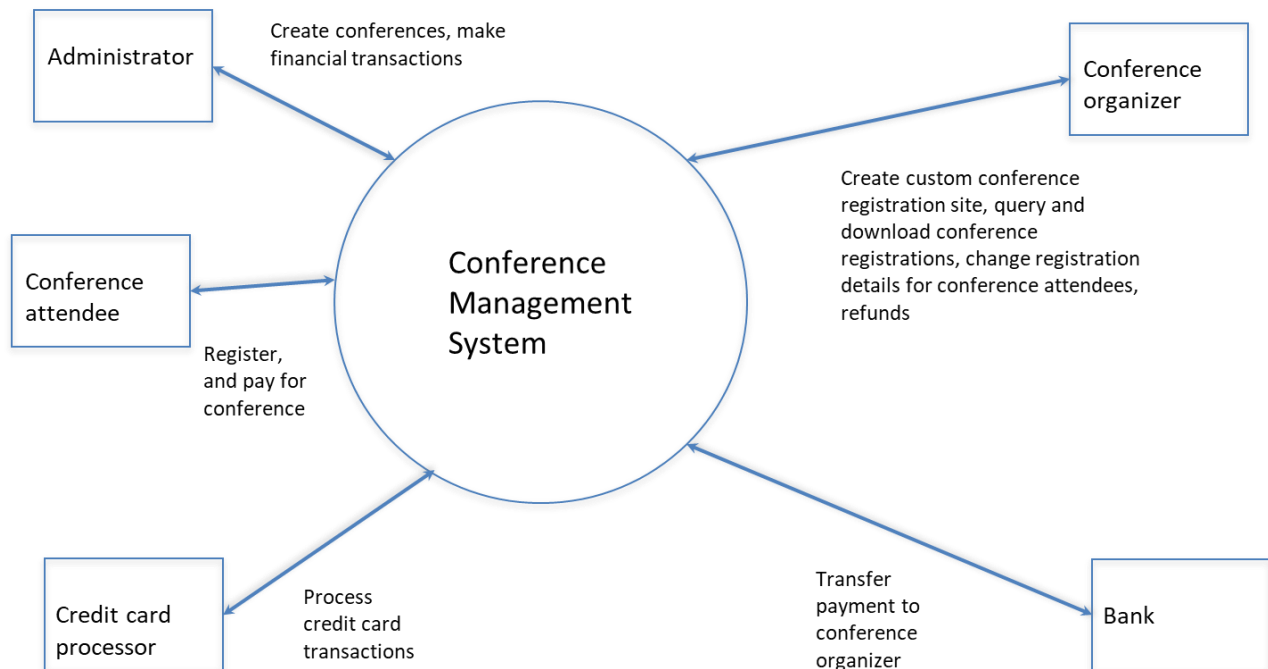 Administrator
Create conferences, make
financial transactions
Conference
organizer
Create custom conference
registration site, query and
download conference
registrations, change registration
details for conference attendees,
refunds
Conference
Management
System
Conference
attendee
Register,
and pay for
conference
Credit card
processor
Process
credit card
transactions
Transfer
payment to
conference
organizer
Bank